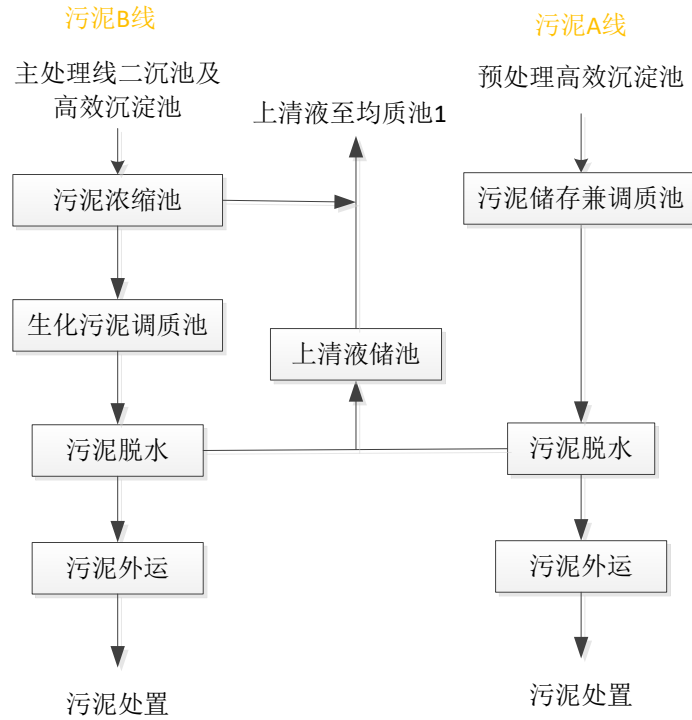 污泥B线
污泥A线
主处理线二沉池及
高效沉淀池
上清液至均质池1
预处理高效沉淀池
污泥浓缩池
污泥储存兼调质池
生化污泥调质池
上清液储池
污泥脱水
污泥脱水
污泥外运
污泥外运
污泥处置
污泥处置